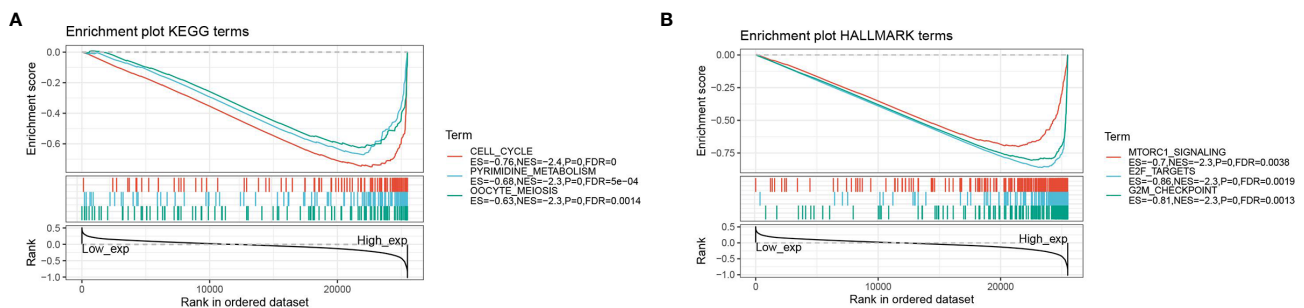 A
Enrichment plot KEGG terms
Enrichment score
0.0
−0.2
−0.4
−0.6
Term
CELL_CYCLE
ES=−0.76,NES=−2.4,P=0,FDR=0
PYRIMIDINE_METABOLISM
ES=−0.68,NES=−2.3,P=0,FDR=5e−04
OOCYTE_MEIOSIS
ES=−0.63,NES=−2.3,P=0,FDR=0.0014
Rank
0.5
0.0
−0.5
−1.0
Low_exp
High_exp
0
10000
20000
Rank in ordered dataset
B
Enrichment plot HALLMARK terms
Enrichment score
0.00
−0.25
−0.50
−0.75
Term
MTORC1_SIGNALING
ES=−0.7,NES=−2.3,P=0,FDR=0.0038
E2F_TARGETS
ES=−0.86,NES=−2.3,P=0,FDR=0.0019
G2M_CHECKPOINT
ES=−0.81,NES=−2.3,P=0,FDR=0.0013
Rank
0.5
0.0
−0.5
−1.0
Low_exp
High_exp
0
10000
20000
Rank in ordered dataset